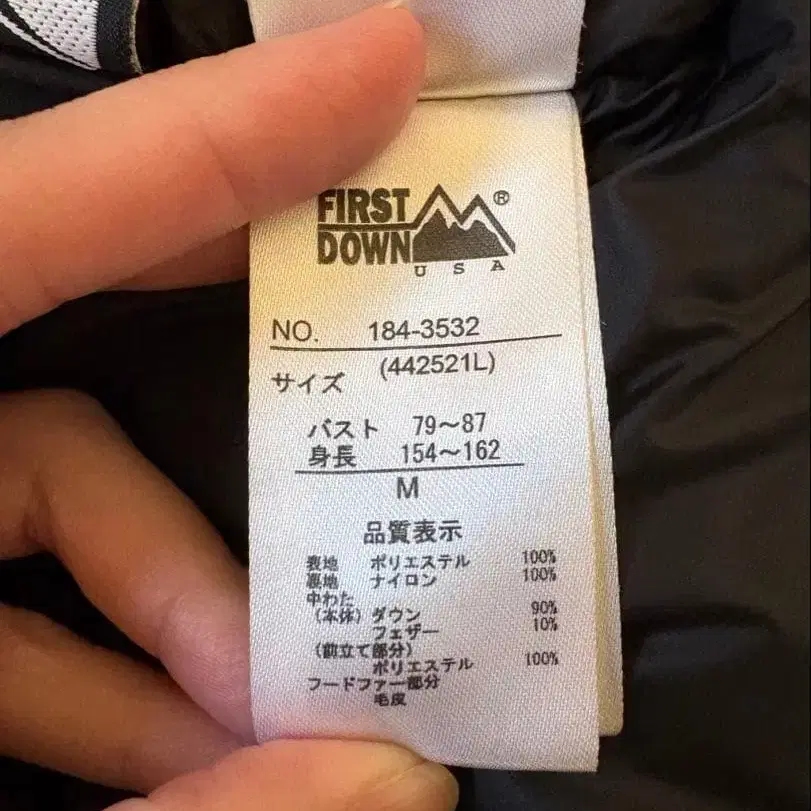 FIRST
DOWN
®
USA
NO. 184-3532
(442521L)
サイズ
バスト 79～87
身長 154～162
M
品質表示
表地 ポリエステル 100%
裏地 ナイロン 100%
中わた
(本体) ダウン 90%
フェザー 10%
(前立て部分)
ポリエステル 100%
フードファー部分
毛皮